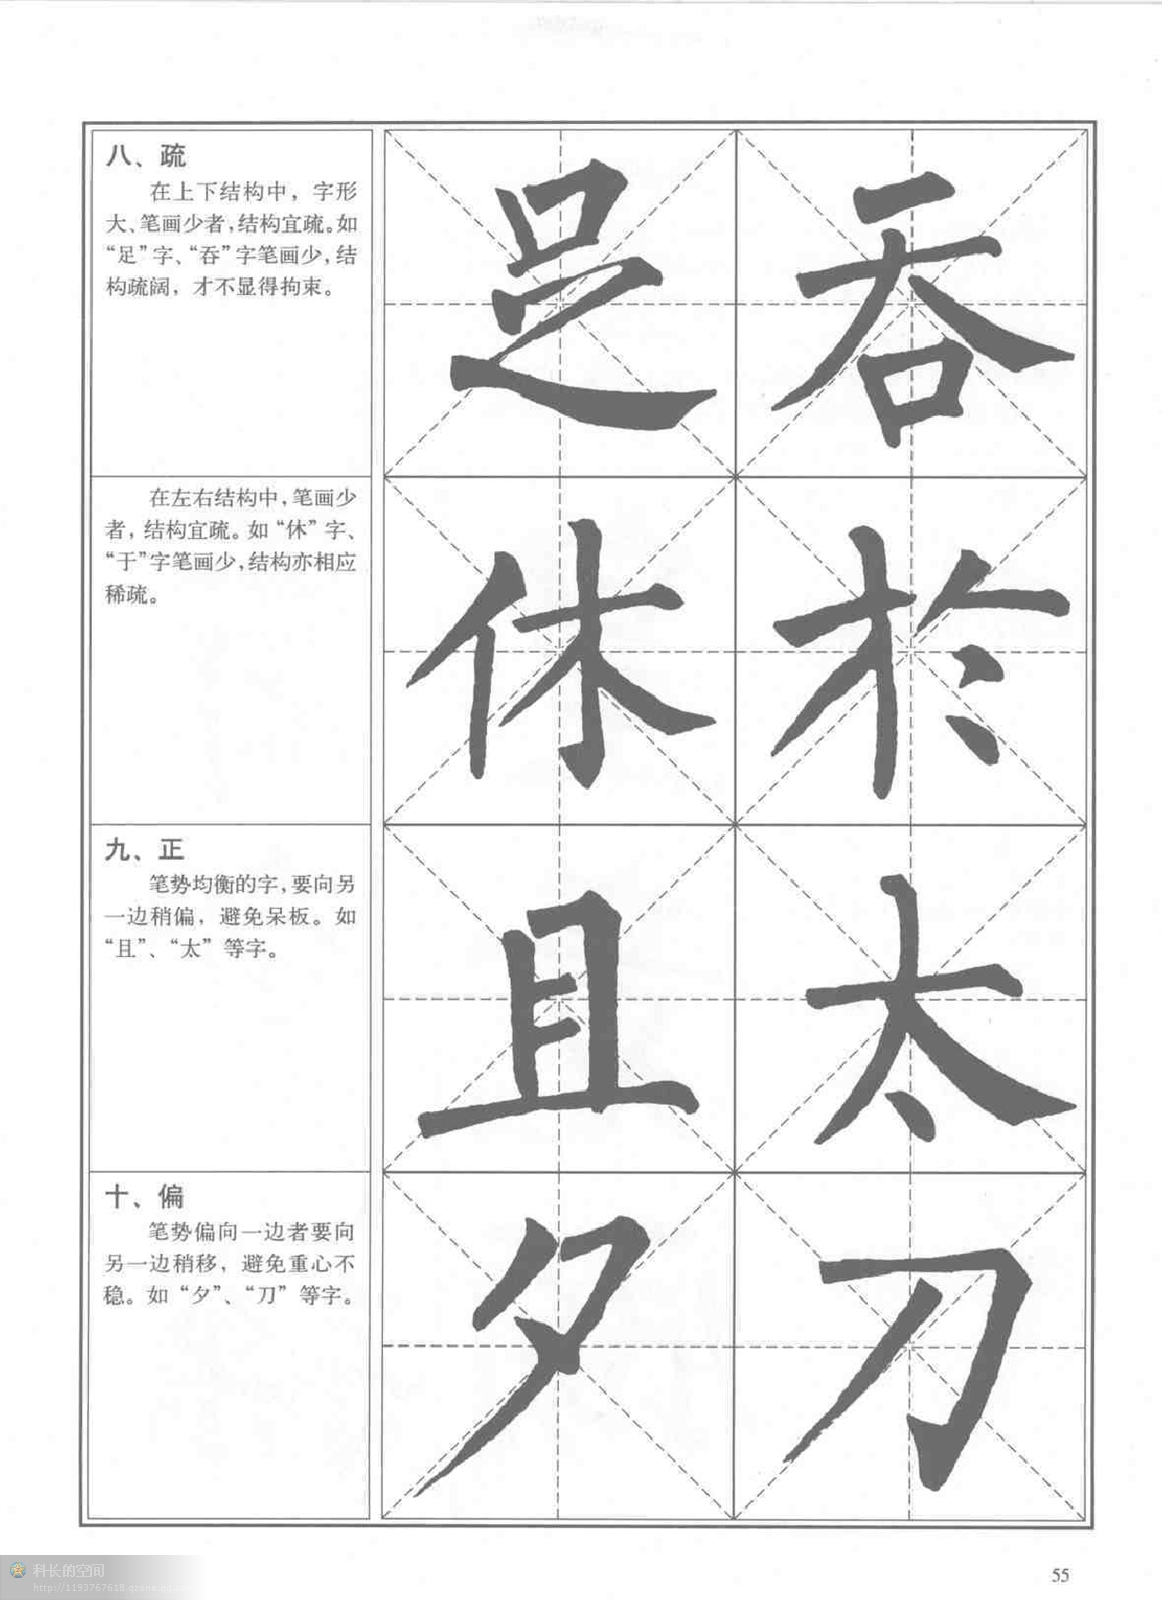 八、疏
在上下结构中，字形
大、笔画少者，结构宜疏。如
“足”字、“吞”字笔画少，结
构疏阔，才不显得拘束。
足 吞
在左右结构中，笔画少
者，结构宜疏。如“休”字、
“于”字笔画少，结构亦相应
稀疏。
休 於
九、正
笔势均衡的字，要向另
一边稍偏，避免呆板。如
“且”、“太”等字。
且 太
十、偏
笔势偏向一边者要向
另一边稍移，避免重心不
稳。如“夕”、“刀”等字。
夕 刀
科长的空间
55